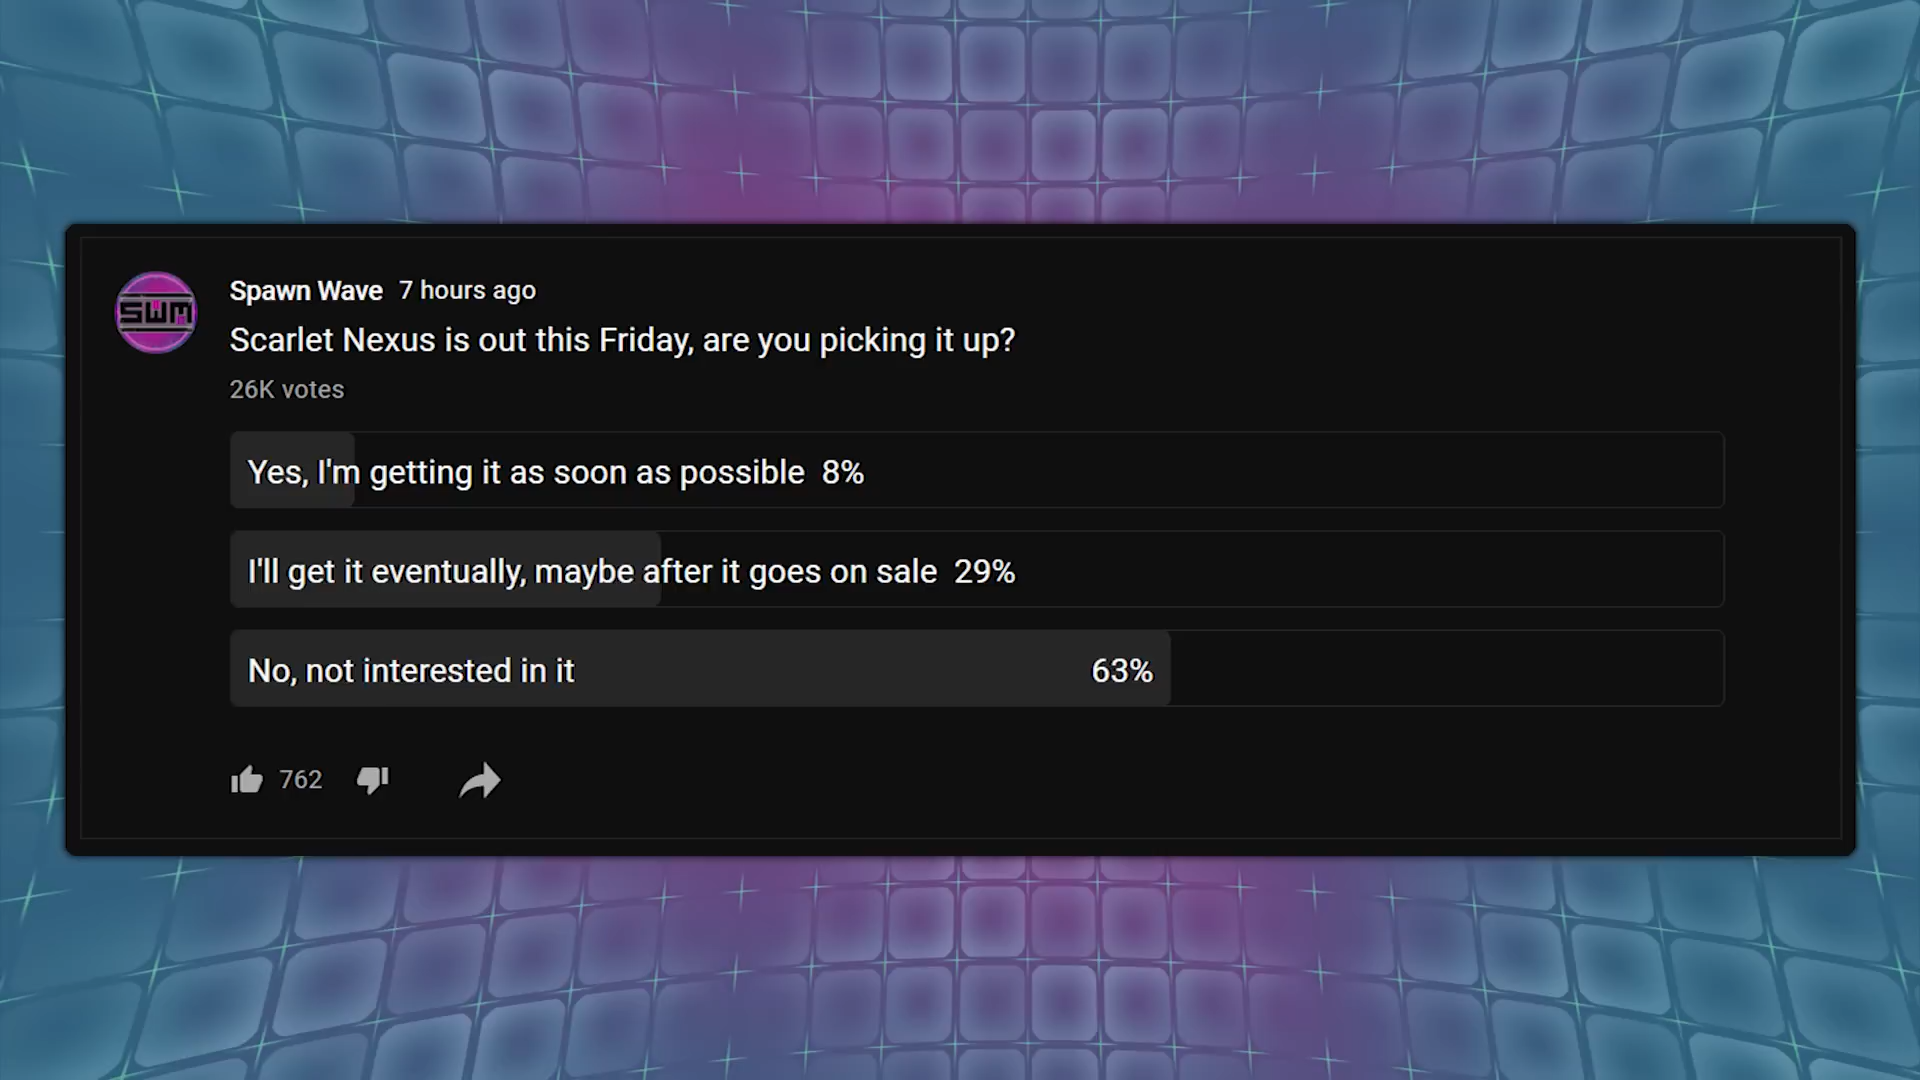 SWM
Spawn Wave 7 hours ago
Scarlet Nexus is out this Friday, are you picking it up?
26K votes
Yes, I'm getting it as soon as possible 8%
I'll get it eventually, maybe after it goes on sale 29%
No, not interested in it 63%
762